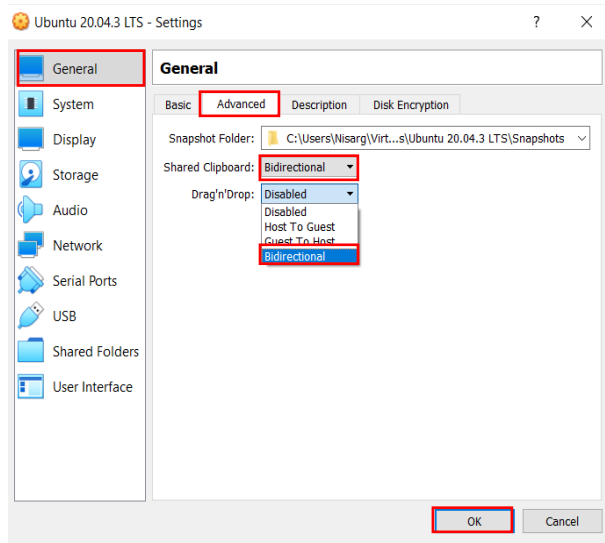 Ubuntu 20.04.3 LTS - Settings ? ×
General
System
Display
Storage
Audio
Network
Serial Ports
USB
Shared Folders
User Interface
General
Basic Advanced Description Disk Encryption
Snapshot Folder: C:\Users\Nisarg\Virt...s\Ubuntu 20.04.3 LTS\Snapshots
Shared Clipboard: Bidirectional
Drag'n'Drop: Disabled
Disabled
Host To Guest
Guest To Host
Bidirectional
OK Cancel